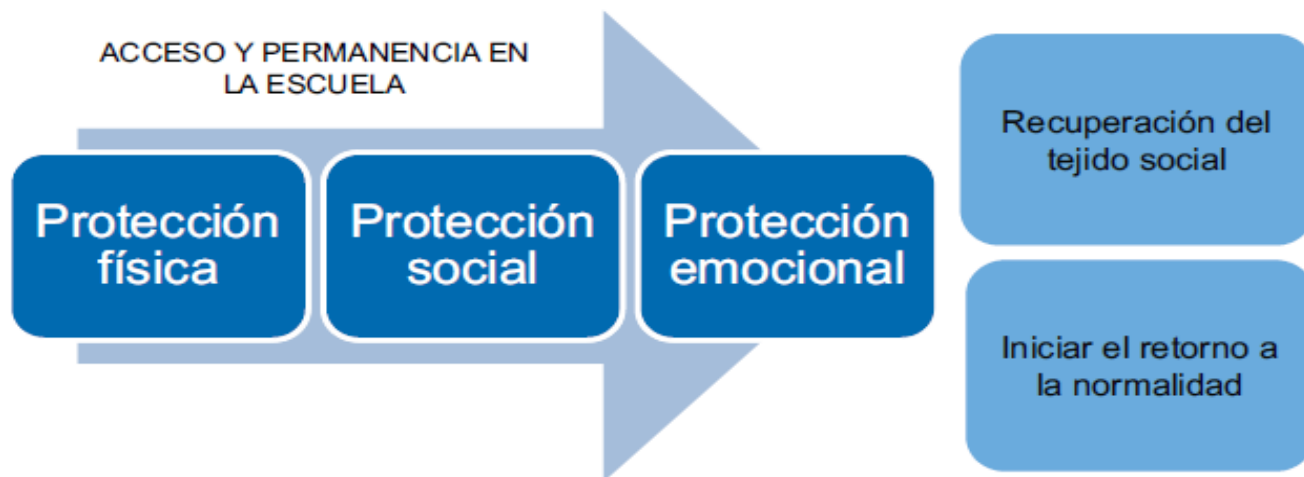 ACCESO Y PERMANENCIA EN
LA ESCUELA
Protección
física
Protección
social
Protección
emocional
Recuperación del
tejido social
Iniciar el retorno a
la normalidad